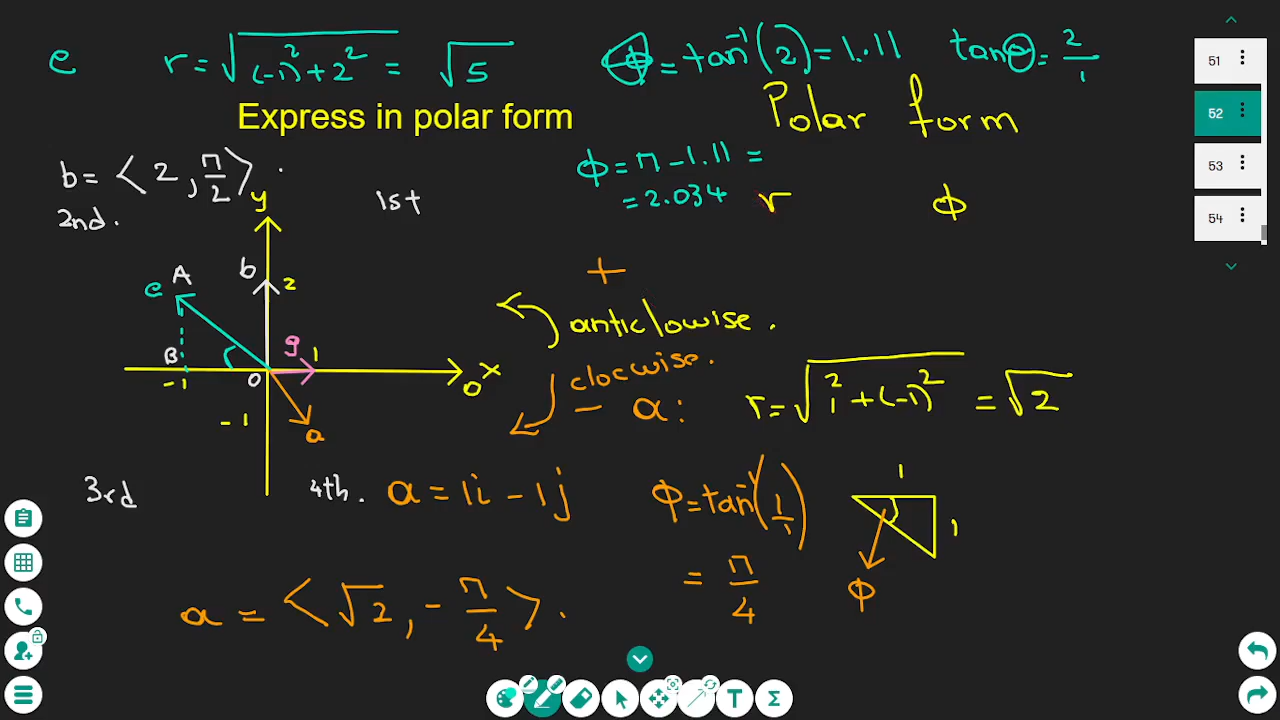 e r = √((-1)² + 2²) = √5 ϕ = tan⁻¹(2) = 1.11 tanθ = 2/1
Express in polar form Polar form
b = ⟨2, π/2⟩.
ϕ = π - 1.11 =
= 2.034
r ϕ
2nd. y 1st
e A b 2
+
anticlowise.
B -1 0 g 1 x 0
clocwise.
-
-1 a
a: r = √(1² + (-1)²) = √2
3rd 4th. a = 1i - 1j ϕ = tan⁻¹(1/1) 1 1
= π/4 ϕ
a = ⟨√2, -π/4⟩.
51
52
53
54
T Σ